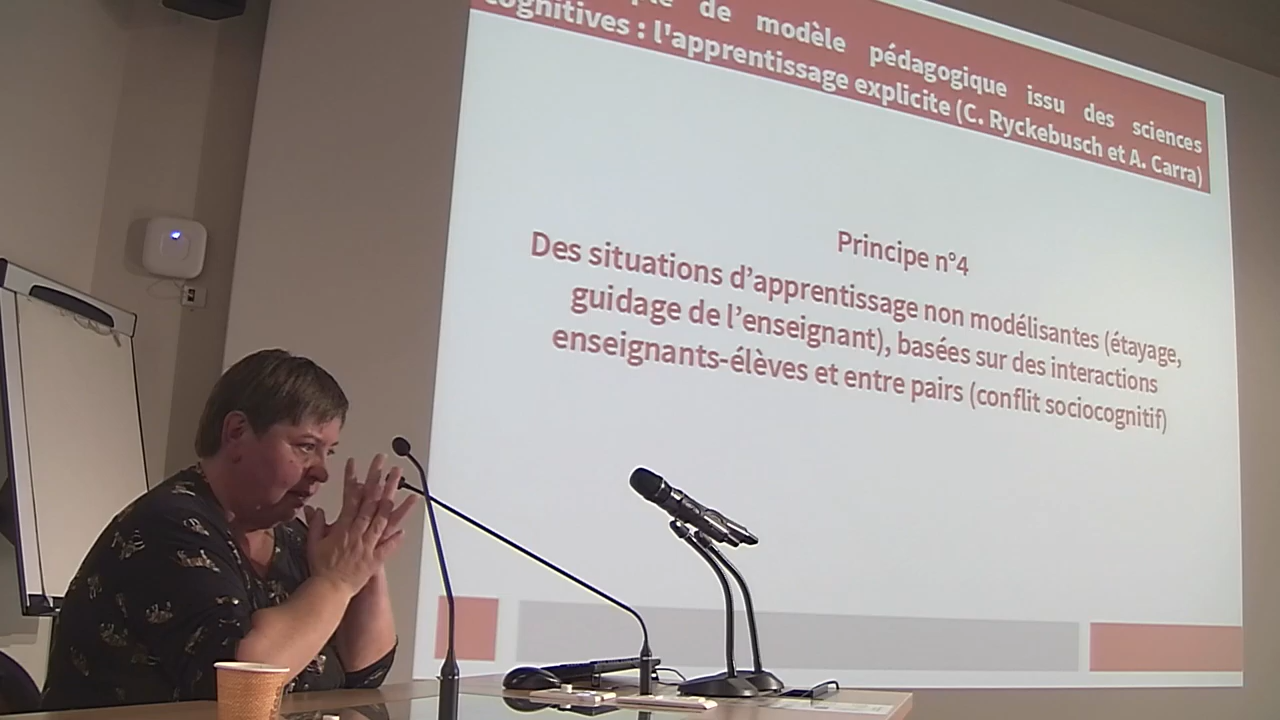 de modèle pédagogique issu des sciences
cognitives : l'apprentissage explicite (C. Ryckebusch et A. Carra)
Principe n°4
Des situations d’apprentissage non modélisantes (étayage,
guidage de l’enseignant), basées sur des interactions
enseignants-élèves et entre pairs (conflit sociocognitif)